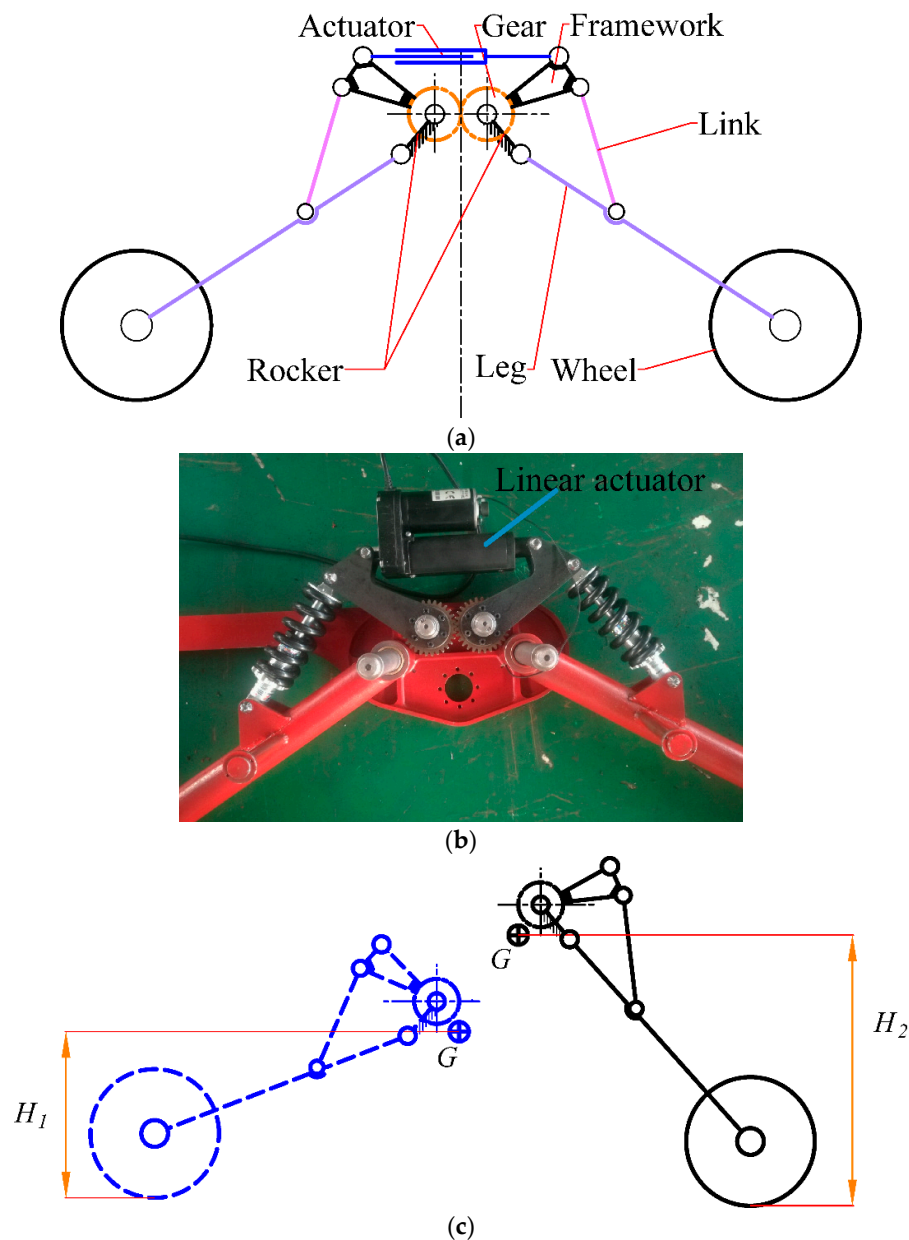 Actuator Gear Framework
Link
Rocker Leg Wheel
(a)
Linear actuator
(b)
G
H2
G
H1
(c)